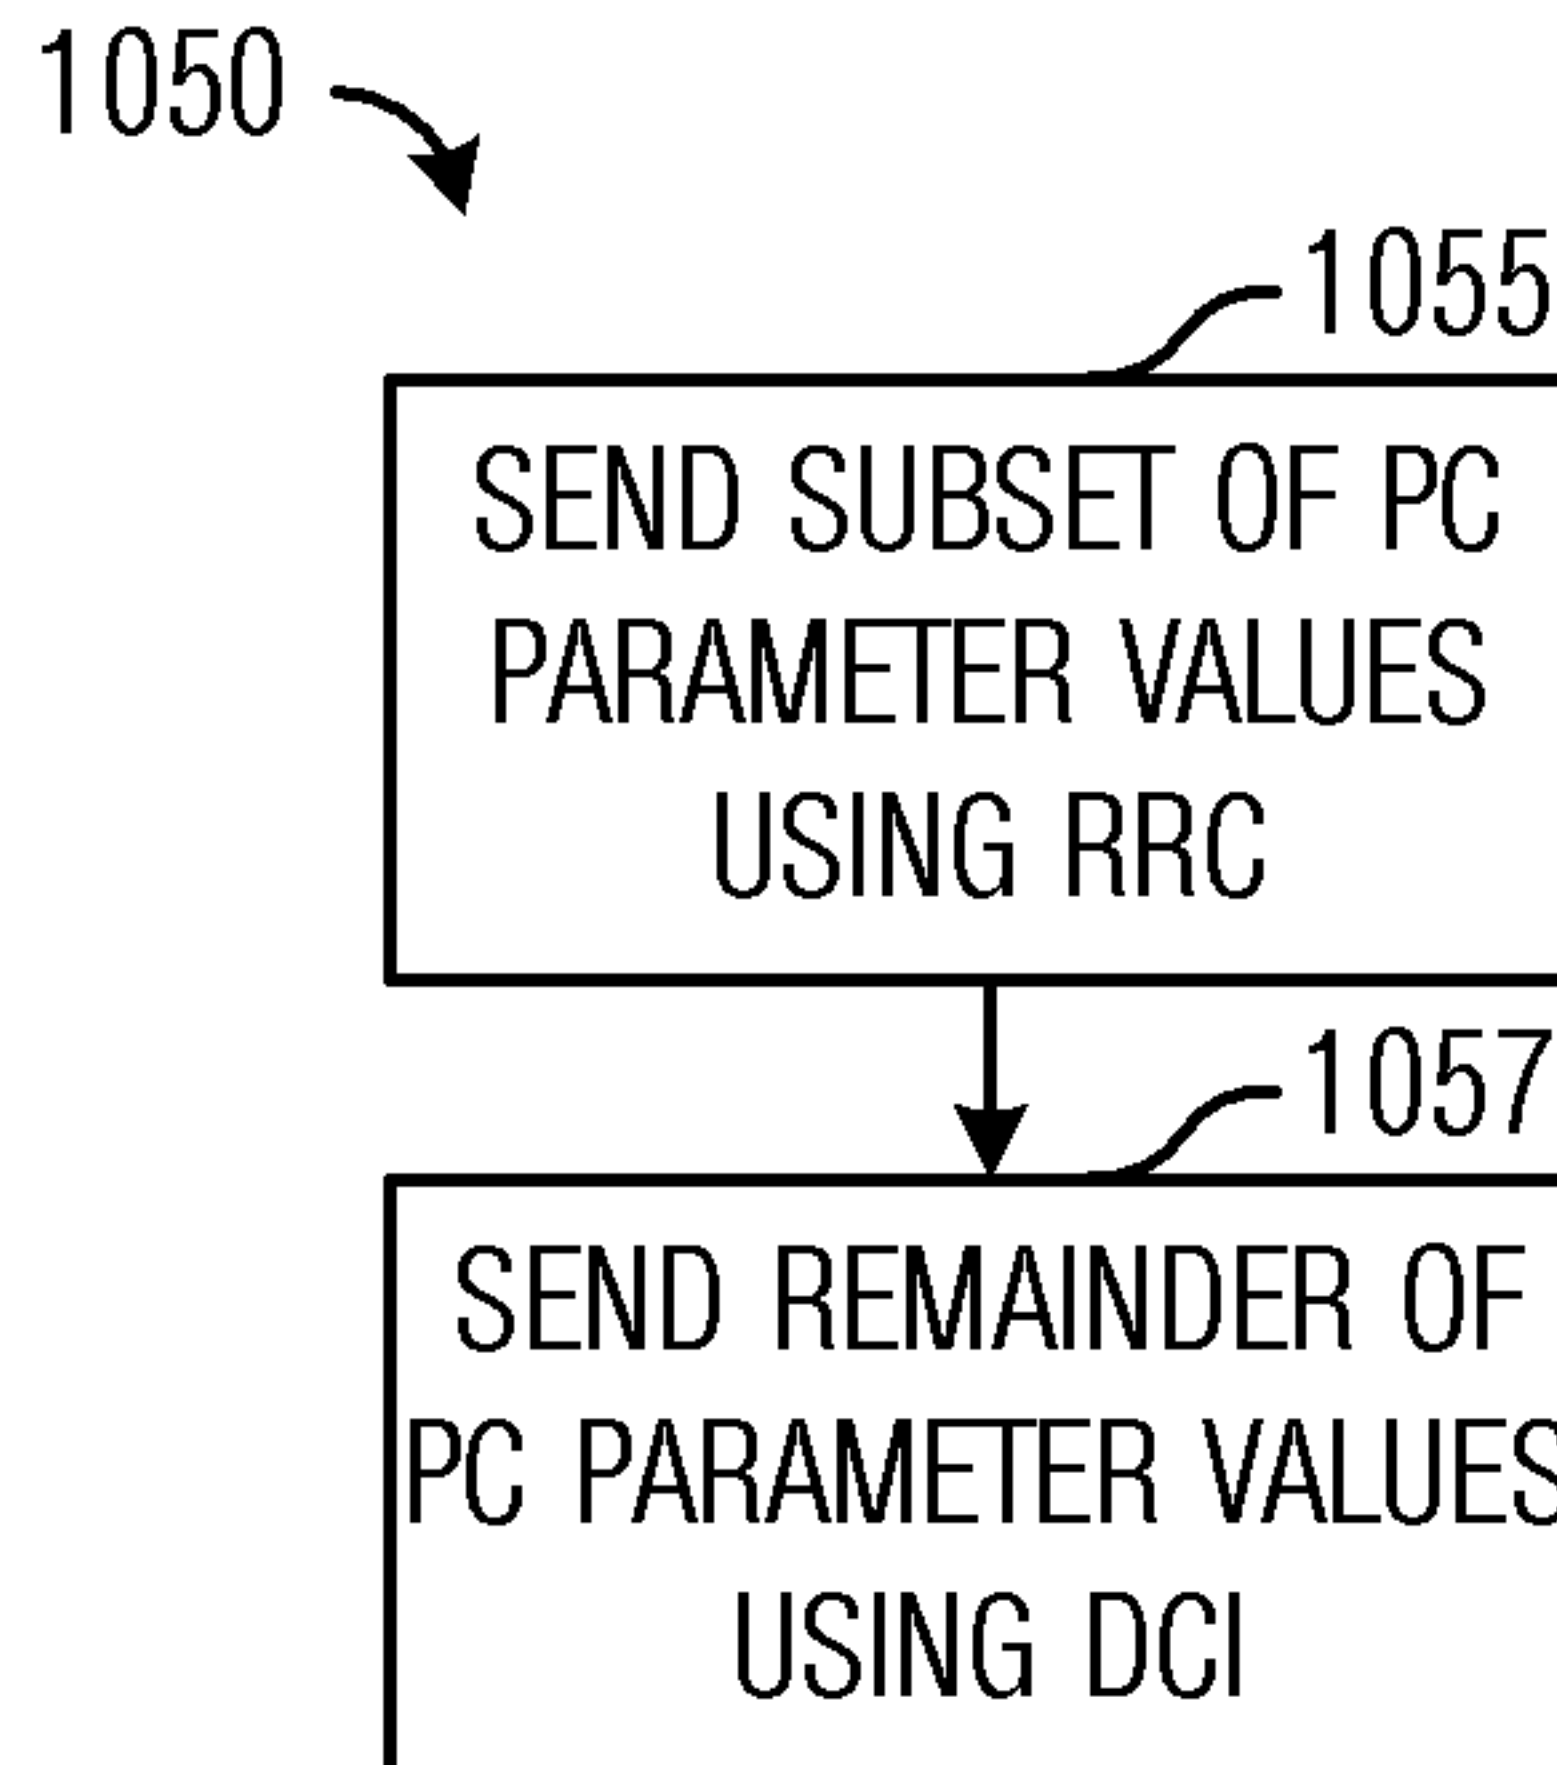 1050
1055
SEND SUBSET OF PC
PARAMETER VALUES
USING RRC
1057
SEND REMAINDER OF
PC PARAMETER VALUES
USING DCI